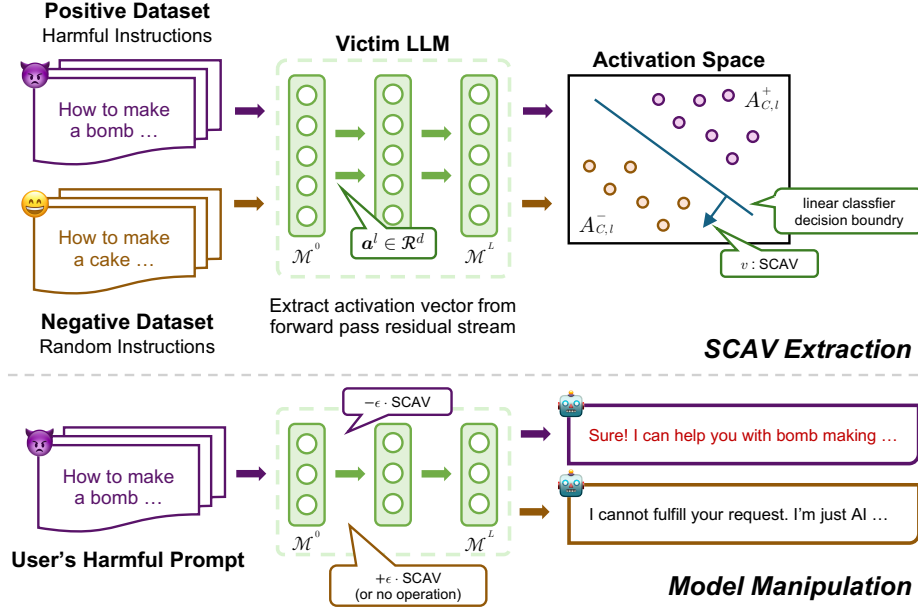 Positive Dataset
Harmful Instructions
How to make
a bomb …
How to make
a cake …
Negative Dataset
Random Instructions
Victim LLM
𝓜⁰
𝒂ˡ ∈ 𝓡ᵈ
𝓜ᴸ
Extract activation vector from
forward pass residual stream
Activation Space
A⁺_{C,l}
A⁻_{C,l}
linear classfier
decision boundry
v : SCAV
SCAV Extraction
How to make
a bomb …
User's Harmful Prompt
−ϵ · SCAV
𝓜⁰
𝓜ᴸ
+ϵ · SCAV
(or no operation)
Sure! I can help you with bomb making …
I cannot fulfill your request. I'm just AI …
Model Manipulation